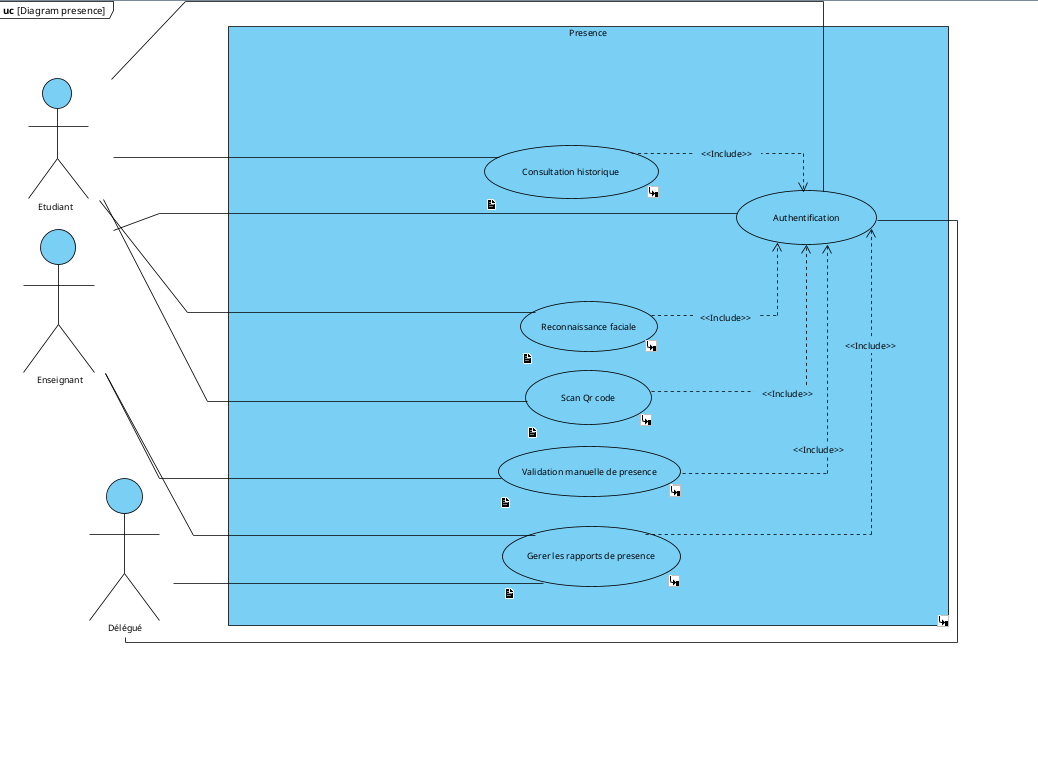 uc [Diagram presence]
Presence
Consultation historique
<<Include>>
Etudiant
Authentification
Reconnaissance faciale
<<Include>>
<<Include>>
Enseignant
Scan Qr code
<<Include>>
<<Include>>
Validation manuelle de presence
Gerer les rapports de presence
Délégué